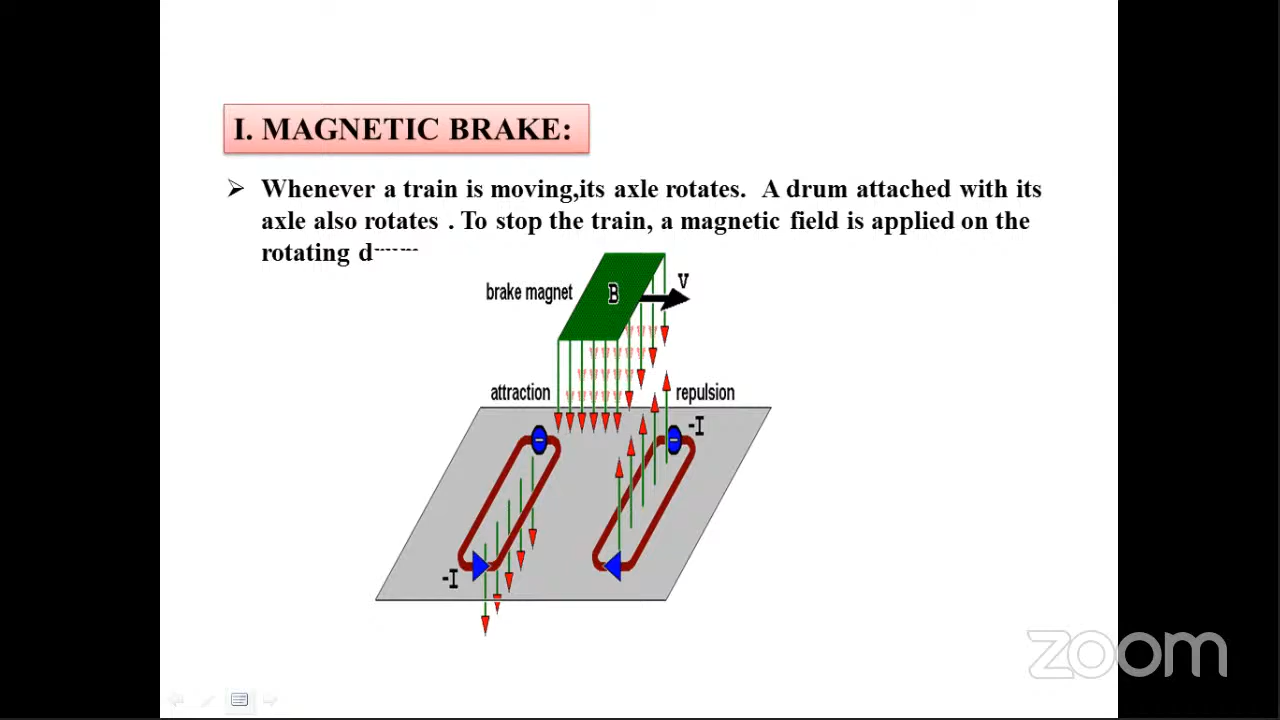 I. MAGNETIC BRAKE:
Whenever a train is moving,its axle rotates. A drum attached with its
axle also rotates . To stop the train, a magnetic field is applied on the
rotating
brake magnet
B
V
attraction
repulsion
-I
-I
zoom